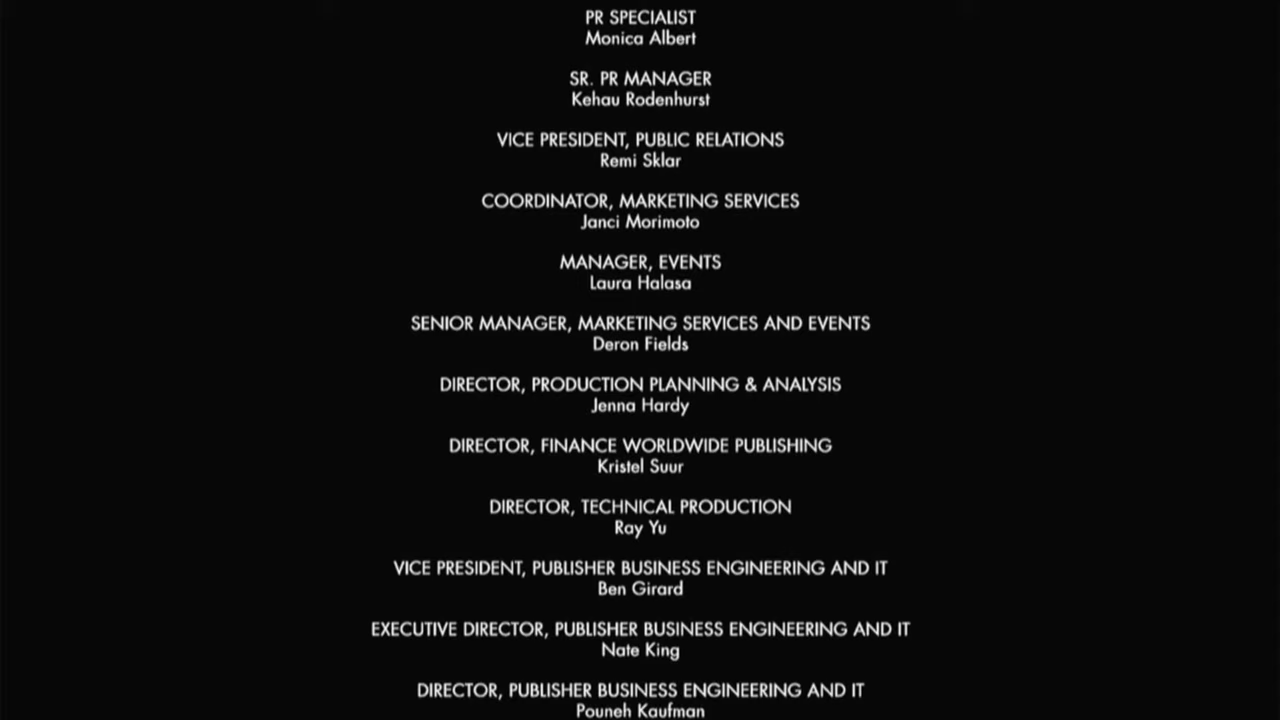 PR SPECIALIST
Monica Albert
SR. PR MANAGER
Kehau Rodenhurst
VICE PRESIDENT, PUBLIC RELATIONS
Remi Sklar
COORDINATOR, MARKETING SERVICES
Janci Morimoto
MANAGER, EVENTS
Laura Halasa
SENIOR MANAGER, MARKETING SERVICES AND EVENTS
Deron Fields
DIRECTOR, PRODUCTION PLANNING & ANALYSIS
Jenna Hardy
DIRECTOR, FINANCE WORLDWIDE PUBLISHING
Kristel Suur
DIRECTOR, TECHNICAL PRODUCTION
Ray Yu
VICE PRESIDENT, PUBLISHER BUSINESS ENGINEERING AND IT
Ben Girard
EXECUTIVE DIRECTOR, PUBLISHER BUSINESS ENGINEERING AND IT
Nate King
DIRECTOR, PUBLISHER BUSINESS ENGINEERING AND IT
Pouneh Kaufman